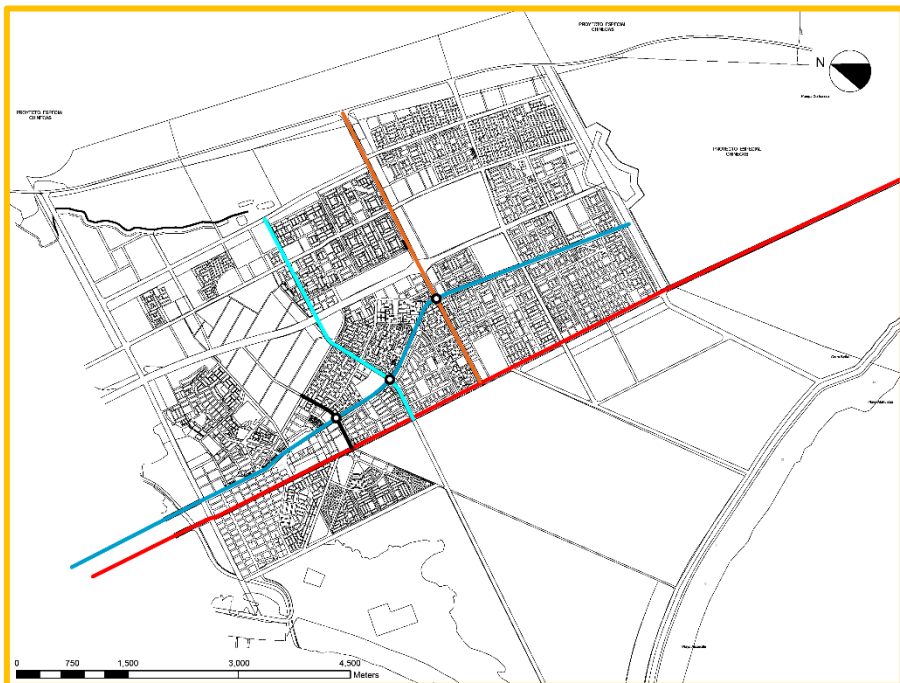 PROYECTO ESPECIAL
CHINECAS
N
PROYECTO ESPECIAL
CHINECAS
PROYECTO ESPECIAL
CHINECAS
0 750 1,500 3,000 4,500
Meters